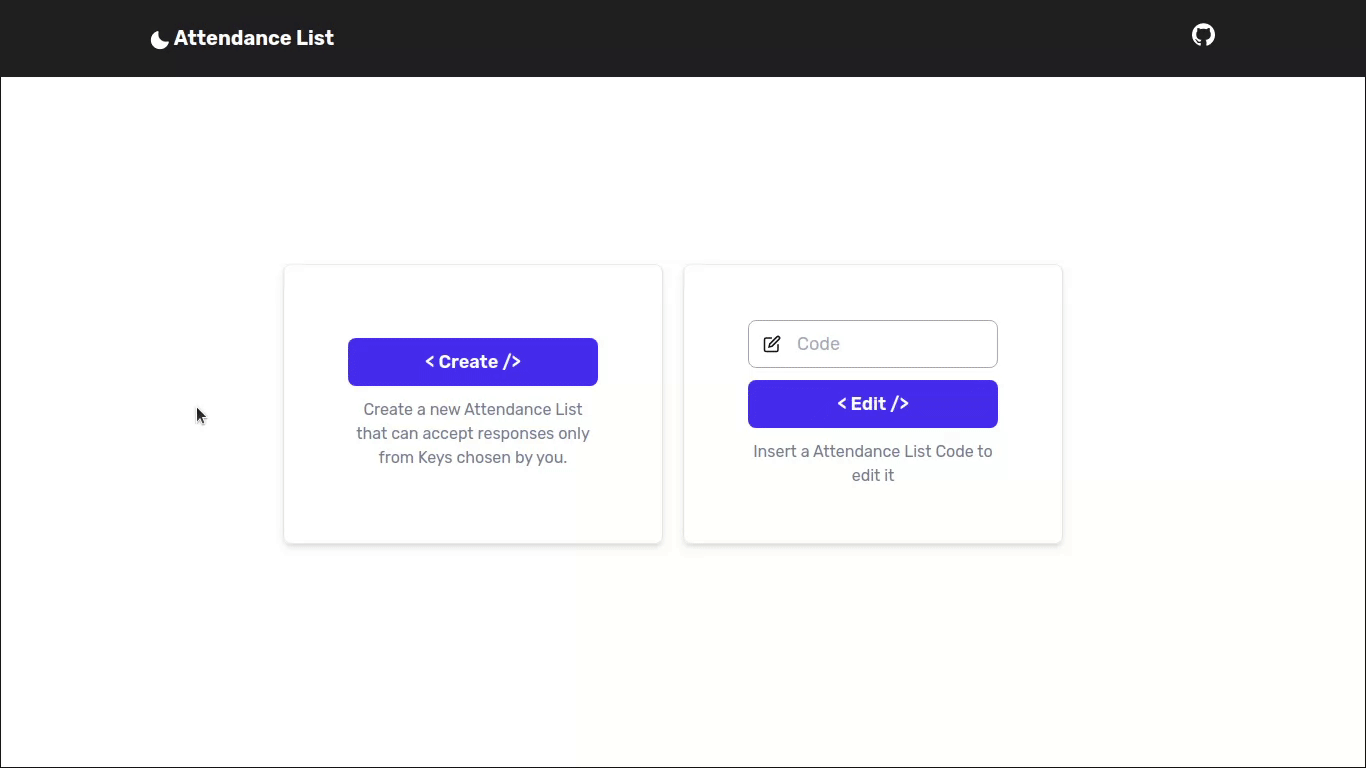 Attendance List
< Create />
Create a new Attendance List
that can accept responses only
from Keys chosen by you.
Code
< Edit />
Insert a Attendance List Code to
edit it